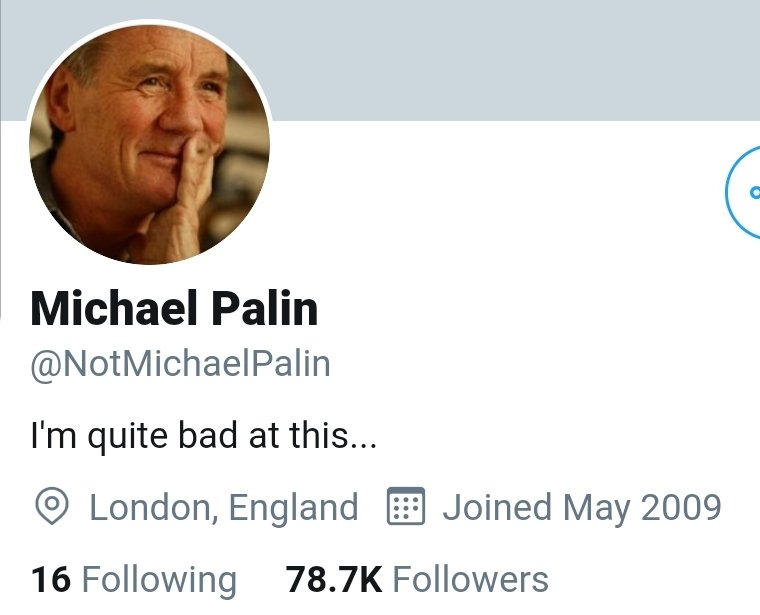 Michael Palin
@NotMichaelPalin
I'm quite bad at this...
London, England Joined May 2009
16 Following 78.7K Followers